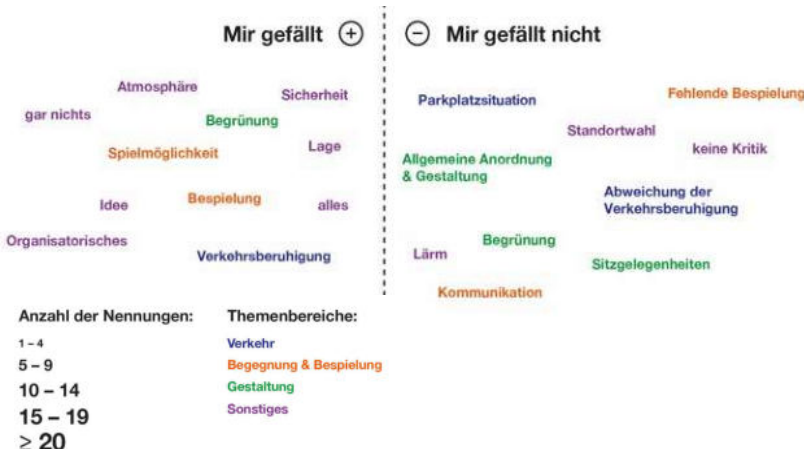 Mir gefällt +
− Mir gefällt nicht
Atmosphäre
Sicherheit
gar nichts
Begrünung
Spielmöglichkeit
Lage
Idee
Bespielung
alles
Organisatorisches
Verkehrsberuhigung
Parkplatzsituation
Fehlende Bespielung
Standortwahl
keine Kritik
Allgemeine Anordnung
& Gestaltung
Abweichung der
Verkehrsberuhigung
Begrünung
Lärm
Sitzgelegenheiten
Kommunikation
Anzahl der Nennungen:
1 – 4
5 – 9
10 – 14
15 – 19
≥ 20
Themenbereiche:
Verkehr
Begegnung & Bespielung
Gestaltung
Sonstiges